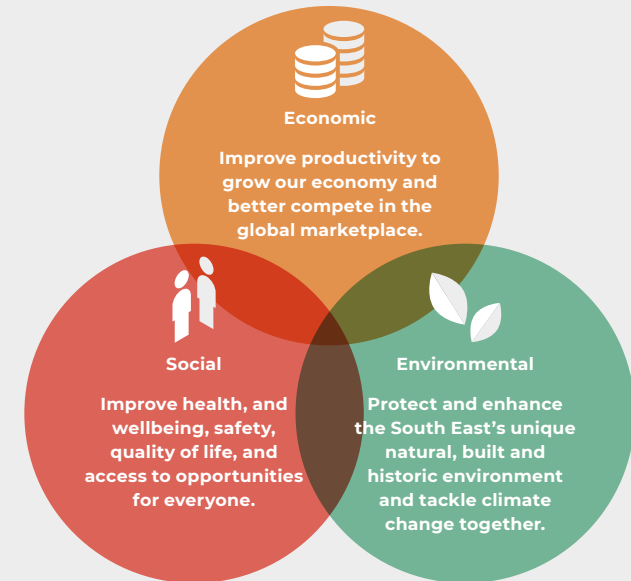 Economic
Improve productivity to
grow our economy and
better compete in the
global marketplace.
Social
Improve health, and
wellbeing, safety,
quality of life, and
access to opportunities
for everyone.
Environmental
Protect and enhance
the South East’s unique
natural, built and
historic environment
and tackle climate
change together.